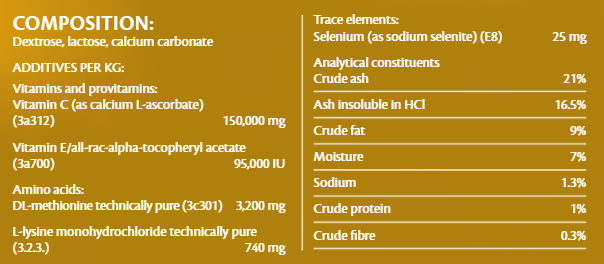 COMPOSITION:
Dextrose, lactose, calcium carbonate
ADDITIVES PER KG:
Vitamins and provitamins:
Vitamin C (as calcium L-ascorbate)
(3a312) 150,000 mg
Vitamin E/all-rac-alpha-tocopheryl acetate
(3a700) 95,000 IU
Amino acids:
DL-methionine technically pure (3c301) 3,200 mg
L-lysine monohydrochloride technically pure
(3.2.3.) 740 mg
Trace elements:
Selenium (as sodium selenite) (E8) 25 mg
Analytical constituents
Crude ash 21%
Ash insoluble in HCl 16.5%
Crude fat 9%
Moisture 7%
Sodium 1.3%
Crude protein 1%
Crude fibre 0.3%